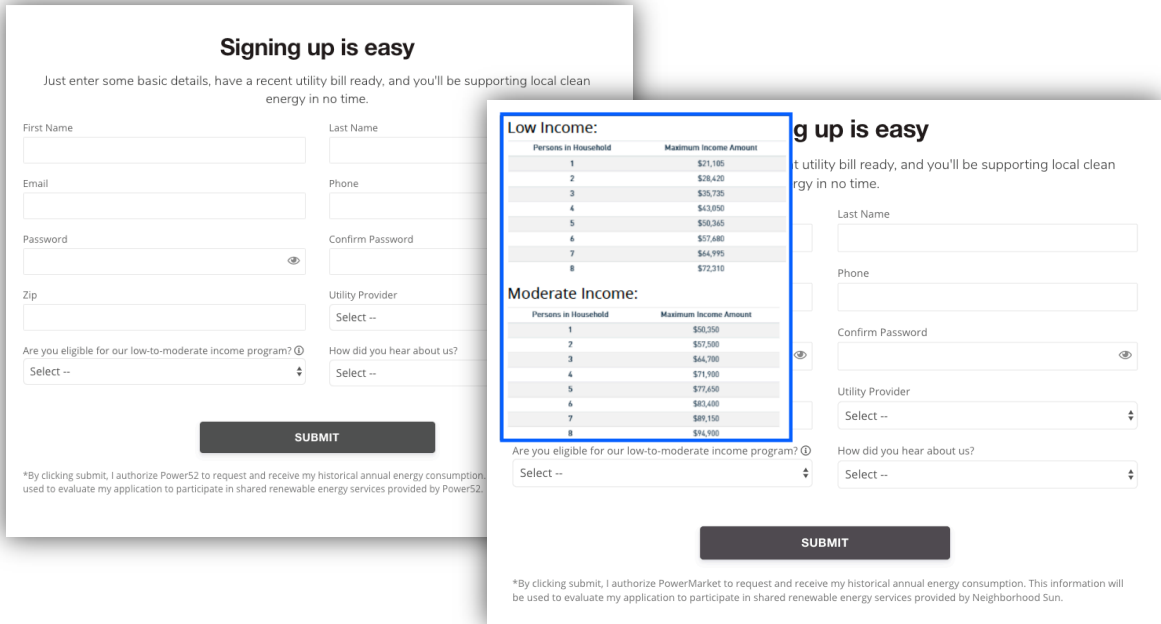 Signing up is easy
Just enter some basic details, have a recent utility bill ready, and you'll be supporting local clean
energy in no time.
First Name
Last Name
Email
Phone
Password
Confirm Password
Zip
Utility Provider
Select --
Are you eligible for our low-to-moderate income program?
How did you hear about us?
Select --
Select --
SUBMIT
*By clicking submit, I authorize Power52 to request and receive my historical annual energy consumption.
used to evaluate my application to participate in shared renewable energy services provided by Power52.
g up is easy
t utility bill ready, and you'll be supporting local clean
rgy in no time.
Low Income:
Persons in Household Maximum Income Amount
1 $21,105
2 $28,420
3 $35,735
4 $43,050
5 $50,365
6 $57,680
7 $64,995
8 $72,310
Moderate Income:
Persons in Household Maximum Income Amount
1 $50,350
2 $57,500
3 $64,700
4 $71,900
5 $77,650
6 $83,400
7 $89,150
8 $94,900
Last Name
Phone
Confirm Password
Utility Provider
Select --
Are you eligible for our low-to-moderate income program?
How did you hear about us?
Select --
Select --
SUBMIT
*By clicking submit, I authorize PowerMarket to request and receive my historical annual energy consumption. This information will
be used to evaluate my application to participate in shared renewable energy services provided by Neighborhood Sun.